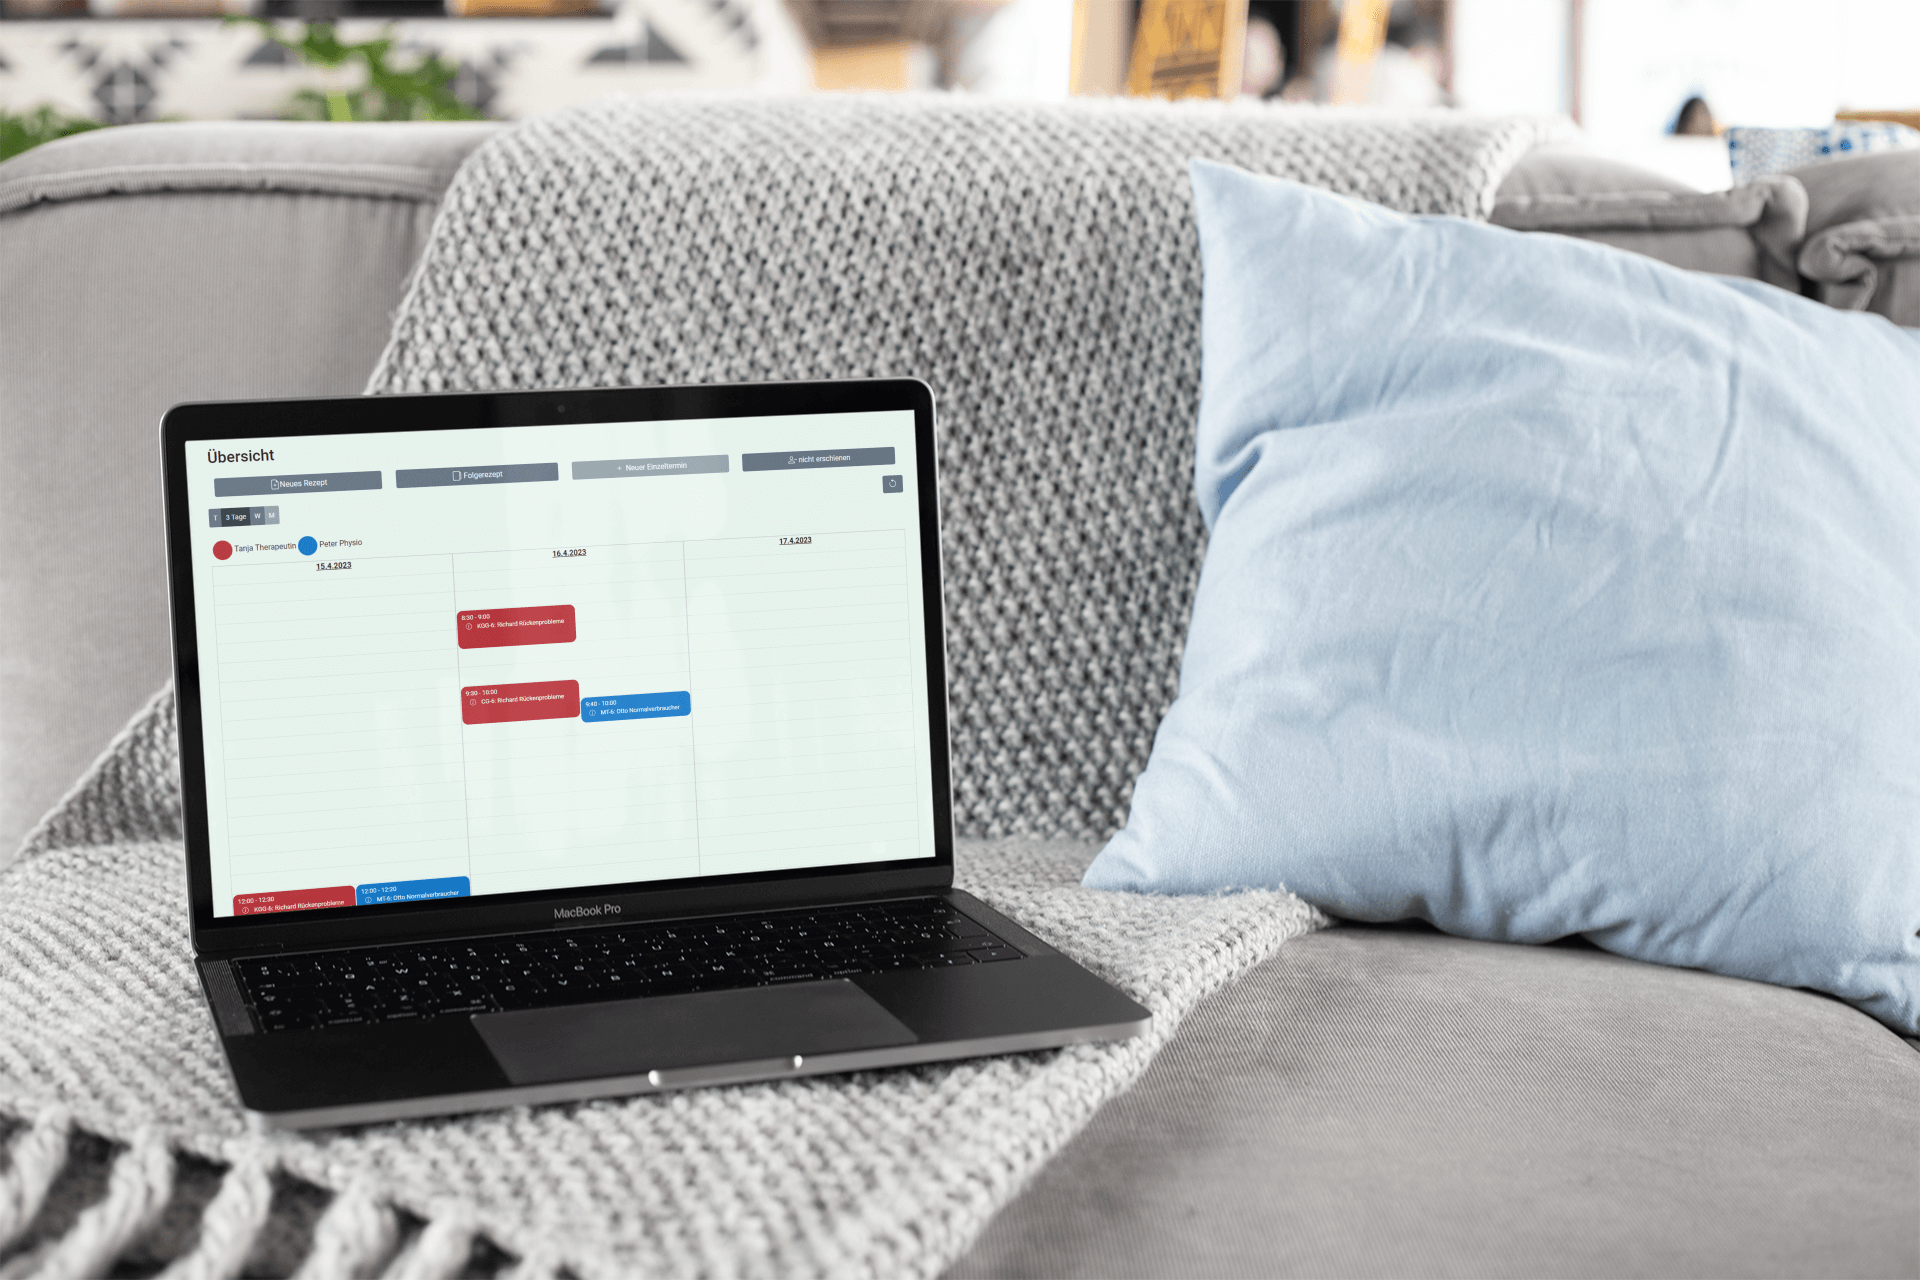 Übersicht
Neues Rezept
Folgerezept
+ Neuer Einzeltermin
nicht erschienen
T 3 Tage W M
Tanja Therapeutin Peter Physio
15.4.2023
16.4.2023
17.4.2023
8:30 - 9:00
KGG-6: Richard Rückenprobleme
9:30 - 10:00
CG-6: Richard Rückenprobleme
9:40 - 10:00
MT-6: Otto Normalverbraucher
12:00 - 12:30
KGG-6: Richard Rückenprobleme
12:00 - 12:20
MT-6: Otto Normalverbraucher
MacBook Pro
command option